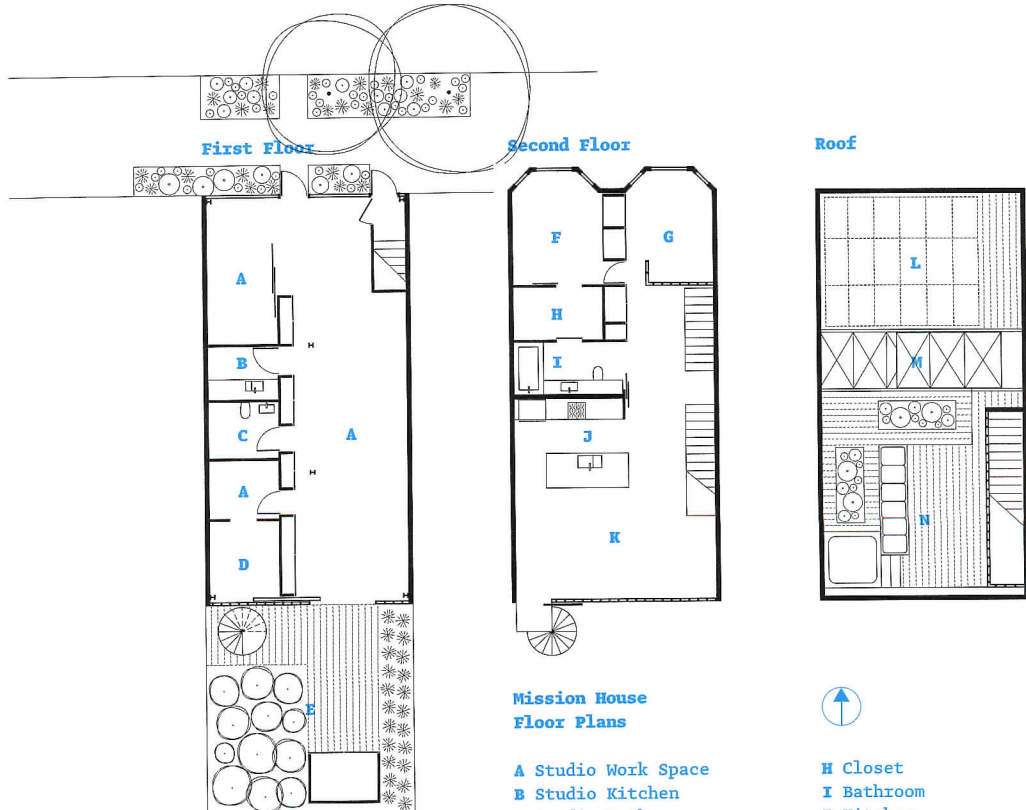 First Floor
Second Floor
Roof
A
B
C
A
A
D
E
F
G
H
I
J
K
L
M
N
Mission House
Floor Plans
A Studio Work Space
B Studio Kitchen
H Closet
I Bathroom